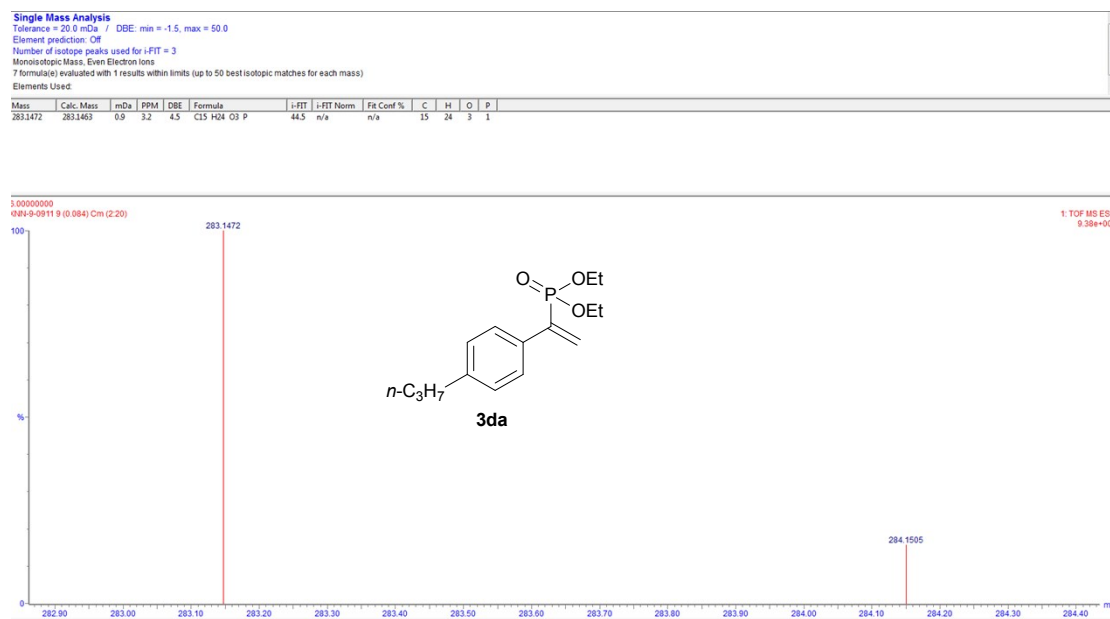 Single Mass Analysis
Tolerance = 20.0 mDa / DBE: min = -1.5, max = 50.0
Element prediction: Off
Number of isotope peaks used for i-FIT = 3
Monoisotopic Mass, Even Electron Ions
7 formula(e) evaluated with 1 results within limits (up to 50 best isotopic matches for each mass)
Elements Used:
Mass Calc. Mass mDa PPM DBE Formula i-FIT i-FIT Norm Fit Conf % C H O P
283.1472 283.1463 0.9 3.2 4.5 C15 H24 O3 P 44.5 n/a n/a 15 24 3 1
.00000000
NN-9-0911 9 (0.084) Cm (2:20)
1: TOF MS ES
9.38e+00
100
283.1472
O OEt
P
OEt
n-C3H7
3da
%
284.1505
0
282.90 283.00 283.10 283.20 283.30 283.40 283.50 283.60 283.70 283.80 283.90 284.00 284.10 284.20 284.30 284.40
m